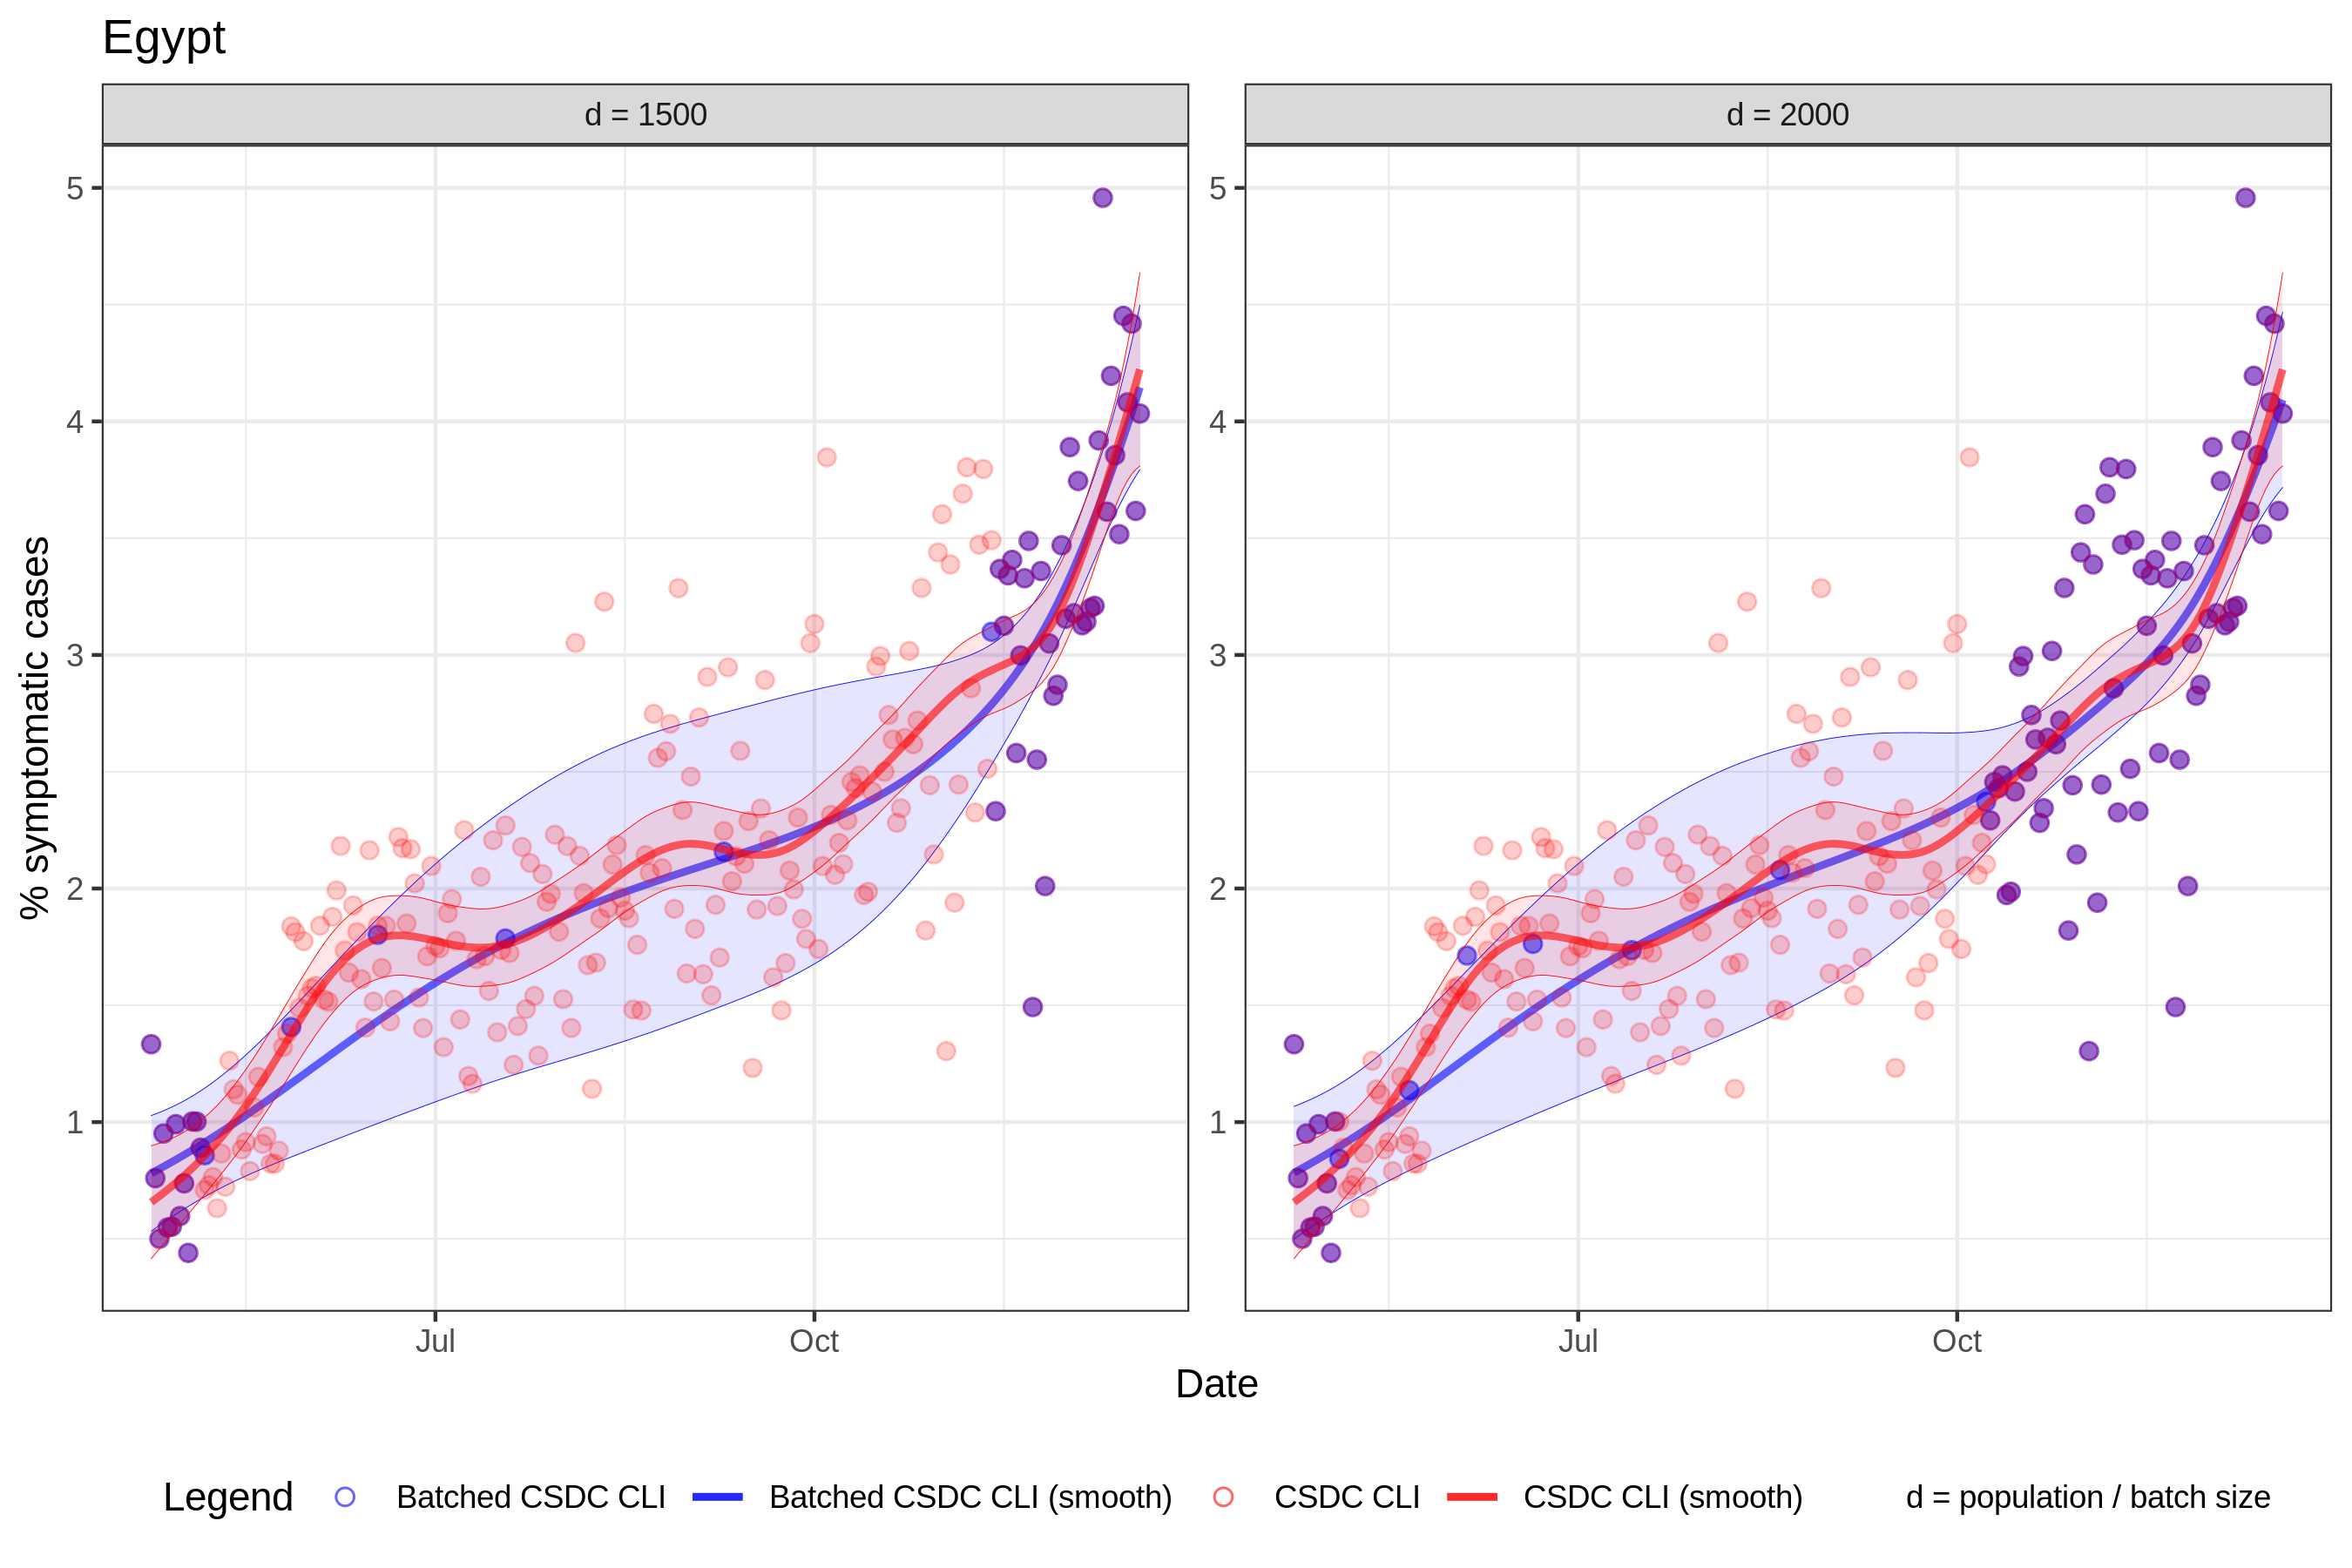 Egypt
d = 1500
d = 2000
% symptomatic cases
5
4
3
2
1
5
4
3
2
1
Jul
Oct
Jul
Oct
Date
Legend
Batched CSDC CLI
Batched CSDC CLI (smooth)
CSDC CLI
CSDC CLI (smooth)
d = population / batch size